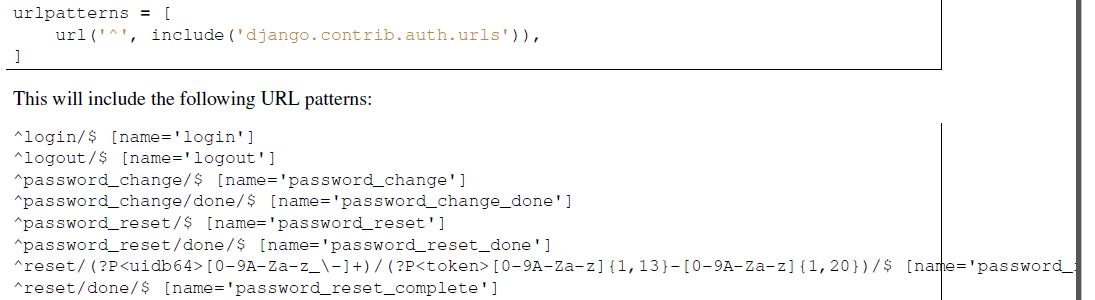 urlpatterns = [
    url('^', include('django.contrib.auth.urls')),
]
This will include the following URL patterns:
^login/$ [name='login']
^logout/$ [name='logout']
^password_change/$ [name='password_change']
^password_change/done/$ [name='password_change_done']
^password_reset/$ [name='password_reset']
^password_reset/done/$ [name='password_reset_done']
^reset/(?P<uidb64>[0-9A-Za-z_\-]+)/(?P<token>[0-9A-Za-z]{1,13}-[0-9A-Za-z]{1,20})/$ [name='password_
^reset/done/$ [name='password_reset_complete']